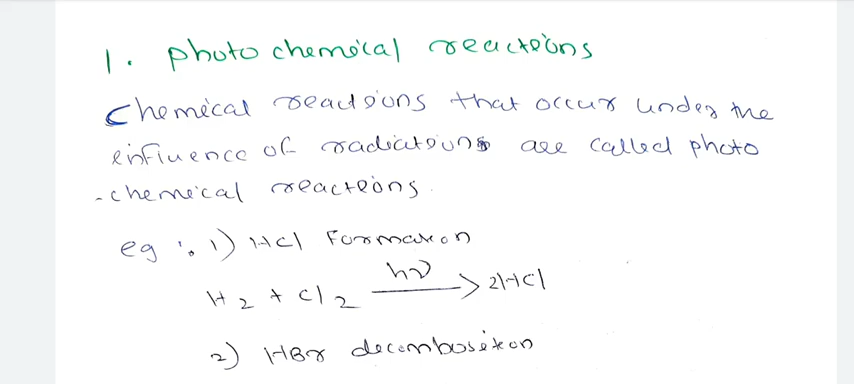 1. photo chemical reactions
Chemical reactions that occur under the
influence of radiations are called photo
-chemical reactions.
eg :. 1) HCl Formation
H2 + Cl2 hν → 2HCl
2) HBr decomposition